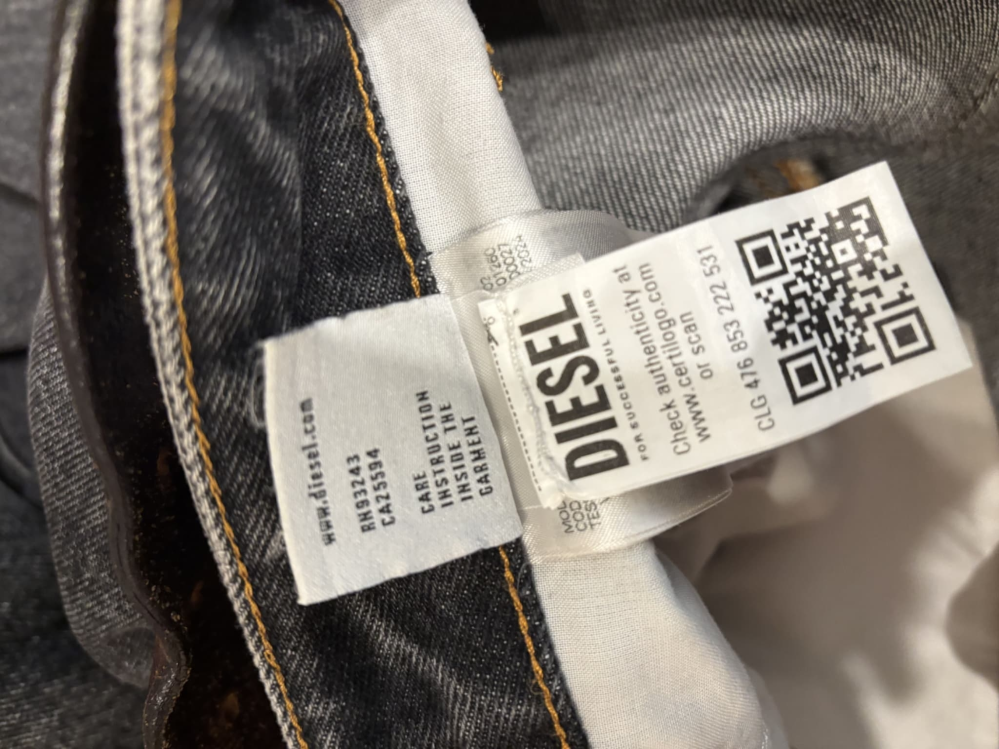 www.diesel.com
RN93243
CA25594
CARE
INSTRUCTION
INSIDE THE
GARMENT
DIESEL
FOR SUCCESSFUL LIVING
Check authenticity at
www.certilogo.com
or scan
CLG 476 853 222 531